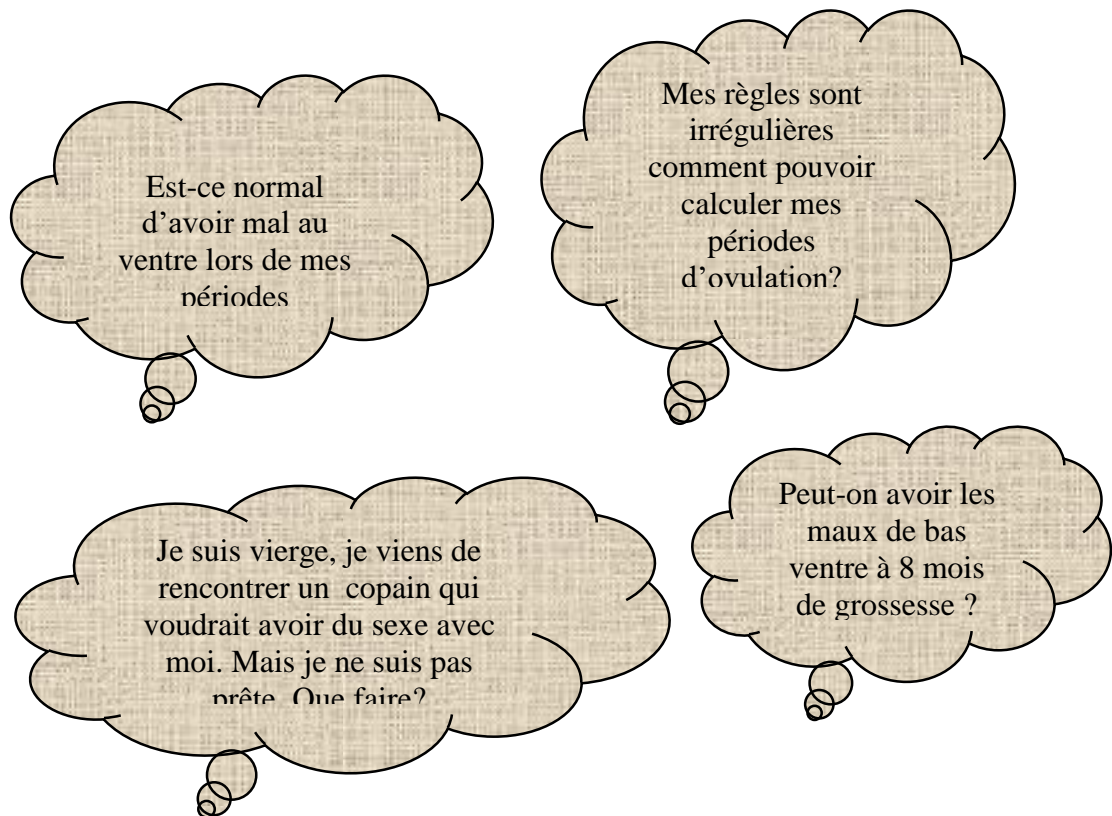 Est-ce normal
d’avoir mal au
ventre lors de mes
périodes
Mes règles sont
irrégulières
comment pouvoir
calculer mes
périodes
d’ovulation?
Je suis vierge, je viens de
rencontrer un copain qui
voudrait avoir du sexe avec
moi. Mais je ne suis pas
prête. Que faire?
Peut-on avoir les
maux de bas
ventre à 8 mois
de grossesse ?